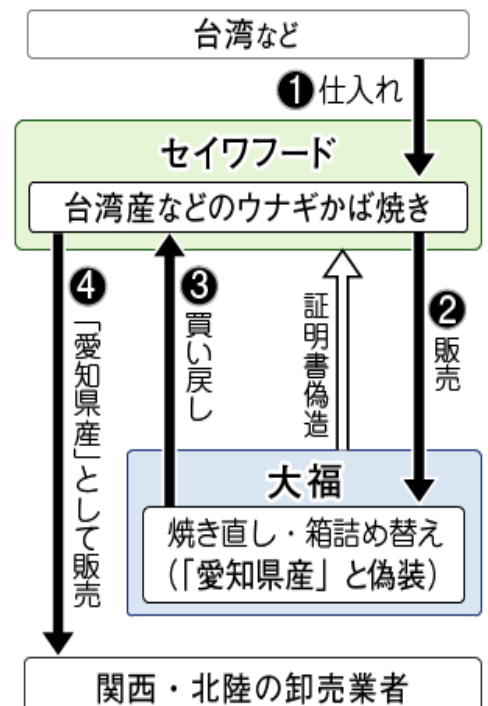 台湾など
❶仕入れ
セイワフード
台湾産などのウナギかば焼き
❹「愛知県産」として販売
❸買い戻し
証明書偽造
❷販売
大福
焼き直し・箱詰め替え
（「愛知県産」と偽装）
関西・北陸の卸売業者